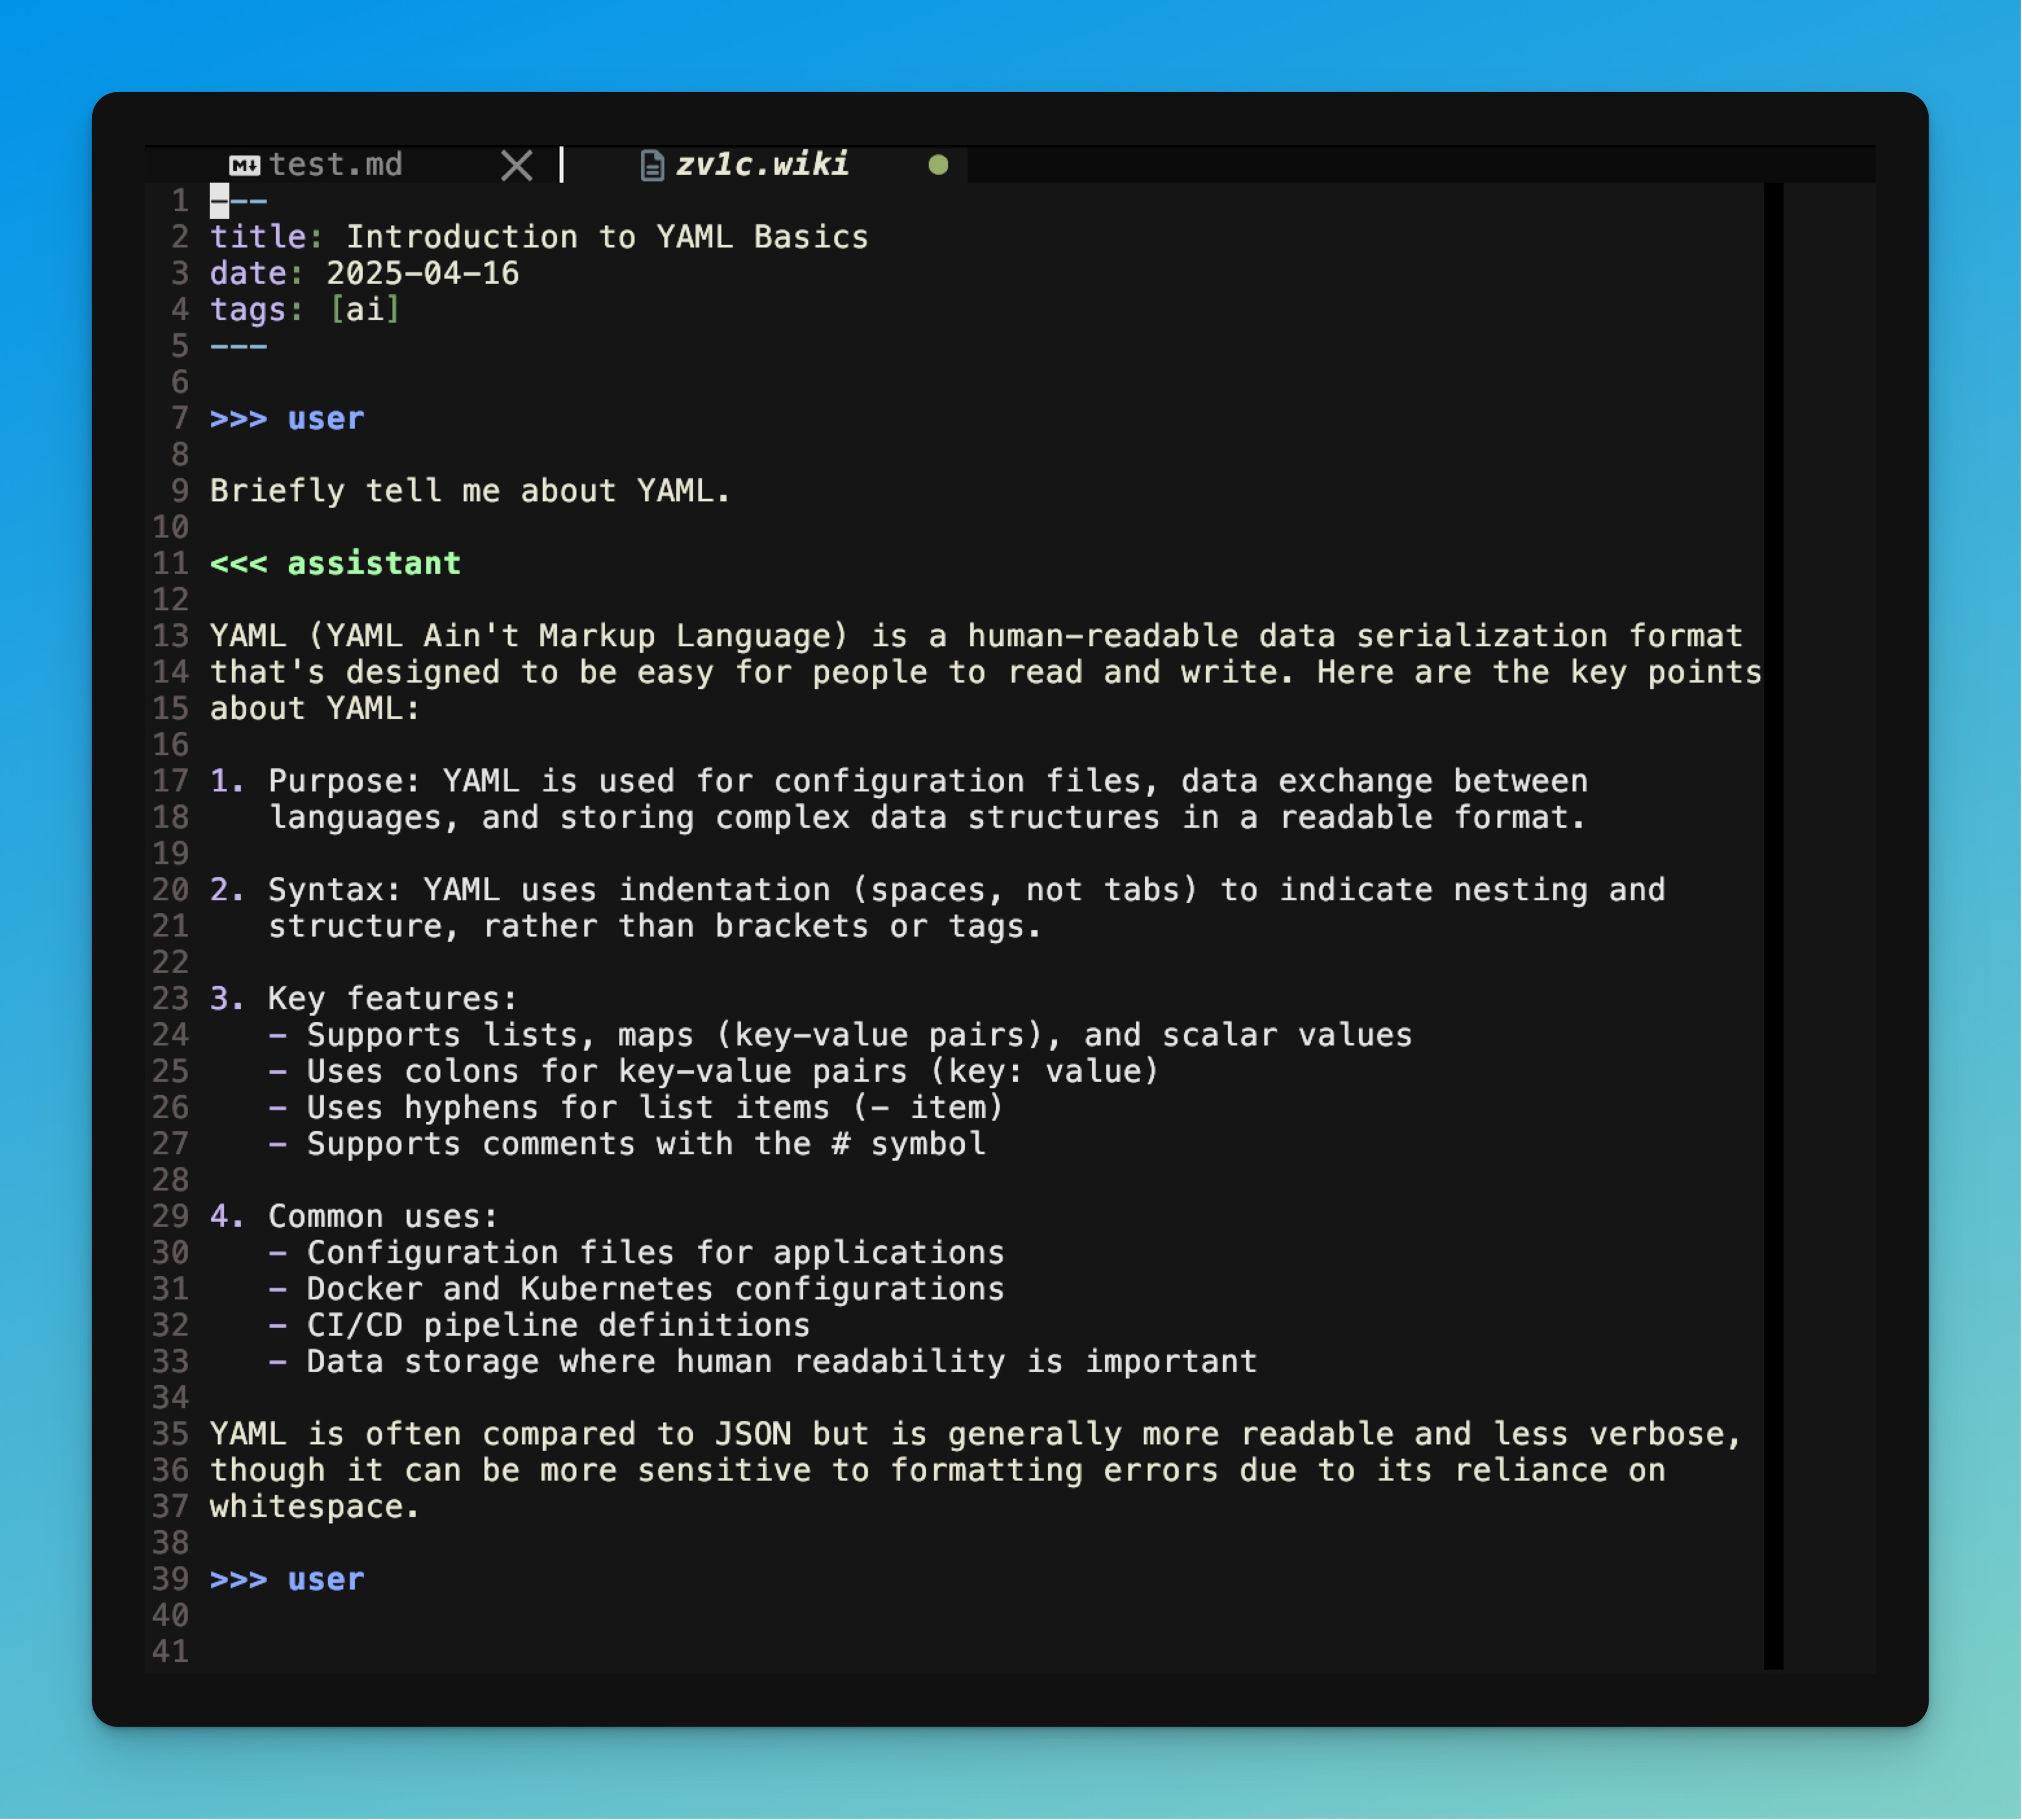 test.md zv1c.wiki
1 ---
2 title: Introduction to YAML Basics
3 date: 2025-04-16
4 tags: [ai]
5 ---
6
7 >>> user
8
9 Briefly tell me about YAML.
10
11 <<< assistant
12
13 YAML (YAML Ain't Markup Language) is a human-readable data serialization format
14 that's designed to be easy for people to read and write. Here are the key points
15 about YAML:
16
17 1. Purpose: YAML is used for configuration files, data exchange between
18    languages, and storing complex data structures in a readable format.
19
20 2. Syntax: YAML uses indentation (spaces, not tabs) to indicate nesting and
21    structure, rather than brackets or tags.
22
23 3. Key features:
24    - Supports lists, maps (key-value pairs), and scalar values
25    - Uses colons for key-value pairs (key: value)
26    - Uses hyphens for list items (- item)
27    - Supports comments with the # symbol
28
29 4. Common uses:
30    - Configuration files for applications
31    - Docker and Kubernetes configurations
32    - CI/CD pipeline definitions
33    - Data storage where human readability is important
34
35 YAML is often compared to JSON but is generally more readable and less verbose,
36 though it can be more sensitive to formatting errors due to its reliance on
37 whitespace.
38
39 >>> user
40
41